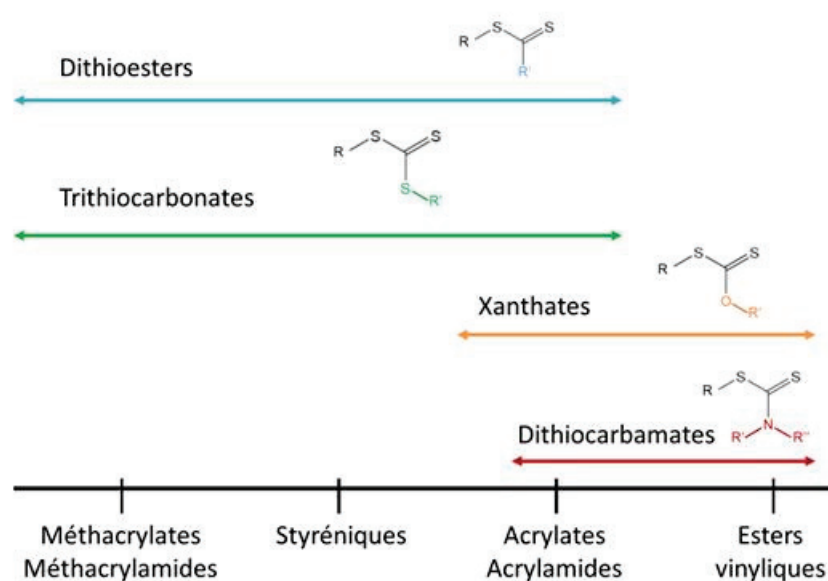 R S S
Dithioesters
R'
R S S
S R'
Trithiocarbonates
R S S
O R'
Xanthates
R S S
N
R' R''
Dithiocarbamates
Méthacrylates
Méthacrylamides
Styréniques
Acrylates
Acrylamides
Esters
vinyliques